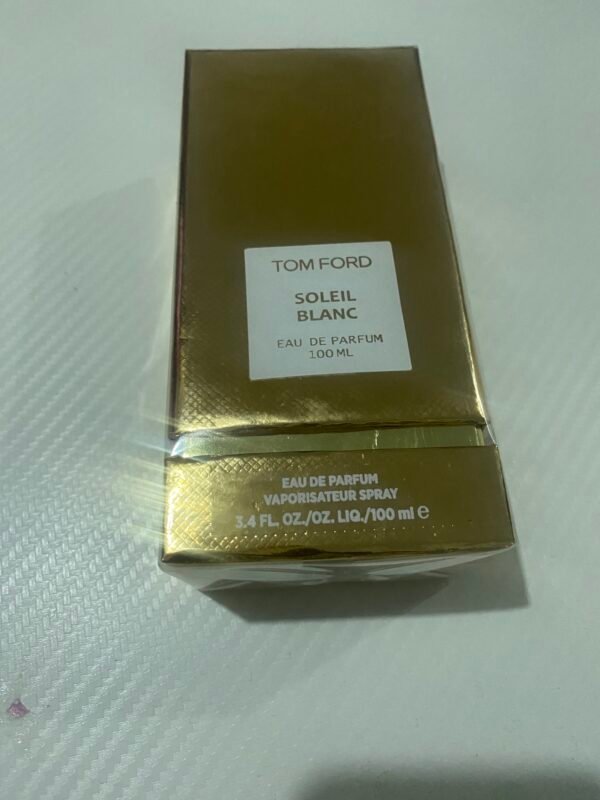 TOM FORD
SOLEIL
BLANC
EAU DE PARFUM
100 ML
EAU DE PARFUM
VAPORISATEUR SPRAY
3.4 FL. OZ./OZ. LIQ./100 ml ℮